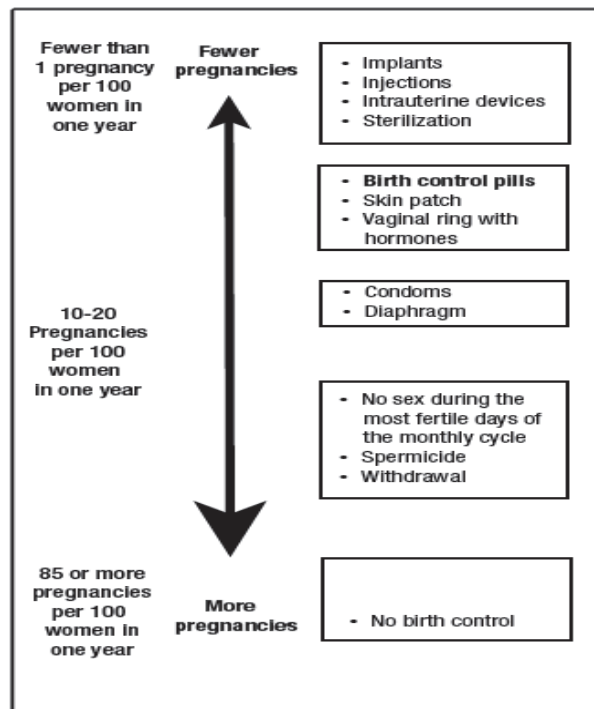 Fewer than
1 pregnancy
per 100
women in
one year
Fewer
pregnancies
• Implants
• Injections
• Intrauterine devices
• Sterilization
• Birth control pills
• Skin patch
• Vaginal ring with
hormones
10-20
Pregnancies
per 100
women
in one year
• Condoms
• Diaphragm
• No sex during the
most fertile days of
the monthly cycle
• Spermicide
• Withdrawal
85 or more
pregnancies
per 100
women in
one year
More
pregnancies
• No birth control